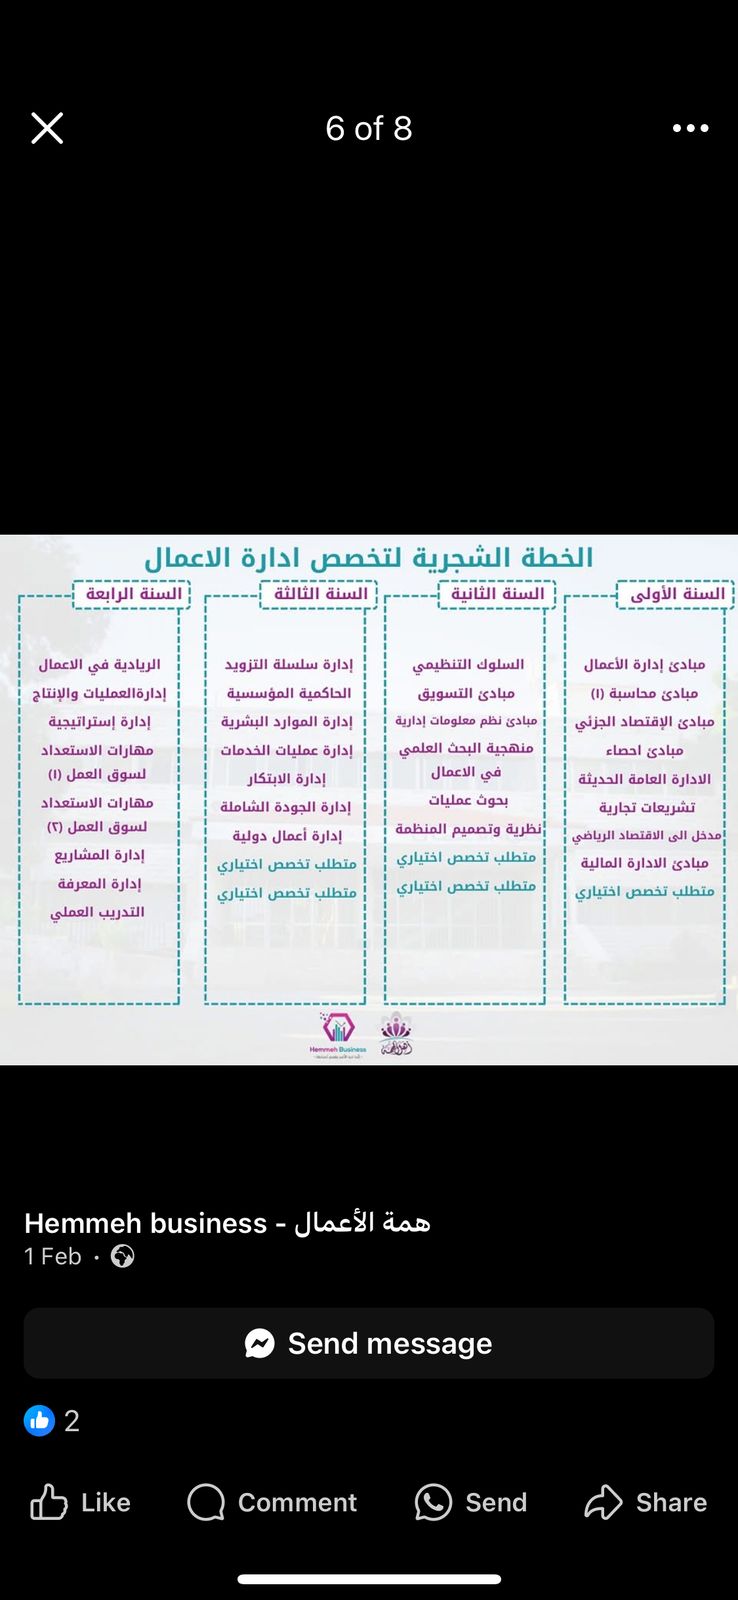 6 of 8
الخطة الشجرية لتخصص ادارة الاعمال
السنة الأولى
مبادئ إدارة الأعمال
مبادئ محاسبة (١)
مبادئ الإقتصاد الجزئي
مبادئ احصاء
الادارة العامة الحديثة
تشريعات تجارية
مدخل الى الاقتصاد الرياضي
مبادئ الادارة المالية
متطلب تخصص اختياري
السنة الثانية
السلوك التنظيمي
مبادئ التسويق
مبادئ نظم معلومات إدارية
منهجية البحث العلمي
في الاعمال
بحوث عمليات
نظرية وتصميم المنظمة
متطلب تخصص اختياري
متطلب تخصص اختياري
السنة الثالثة
إدارة سلسلة التزويد
الحاكمية المؤسسية
إدارة الموارد البشرية
إدارة عمليات الخدمات
إدارة الابتكار
إدارة الجودة الشاملة
إدارة أعمال دولية
متطلب تخصص اختياري
متطلب تخصص اختياري
السنة الرابعة
الريادية في الاعمال
إدارةالعمليات والإنتاج
إدارة إستراتيجية
مهارات الاستعداد
لسوق العمل (١)
مهارات الاستعداد
لسوق العمل (٢)
إدارة المشاريع
إدارة المعرفة
التدريب العملي
Hemmeh Business
Hemmeh business - همة الأعمال
1 Feb ·
Send message
2
Like
Comment
Send
Share